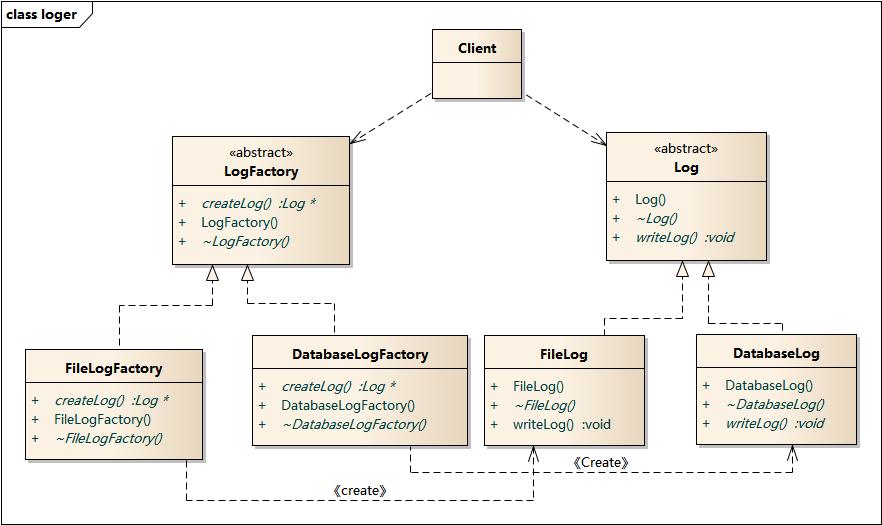 class loger
Client
«abstract»
LogFactory
+ createLog() :Log *
+ LogFactory()
+ ~LogFactory()
«abstract»
Log
+ Log()
+ ~Log()
+ writeLog() :void
FileLogFactory
+ createLog() :Log *
+ FileLogFactory()
+ ~FileLogFactory()
DatabaseLogFactory
+ createLog() :Log *
+ DatabaseLogFactory()
+ ~DatabaseLogFactory()
FileLog
+ FileLog()
+ ~FileLog()
+ writeLog() :void
DatabaseLog
+ DatabaseLog()
+ ~DatabaseLog()
+ writeLog() :void
《Create》
《create》